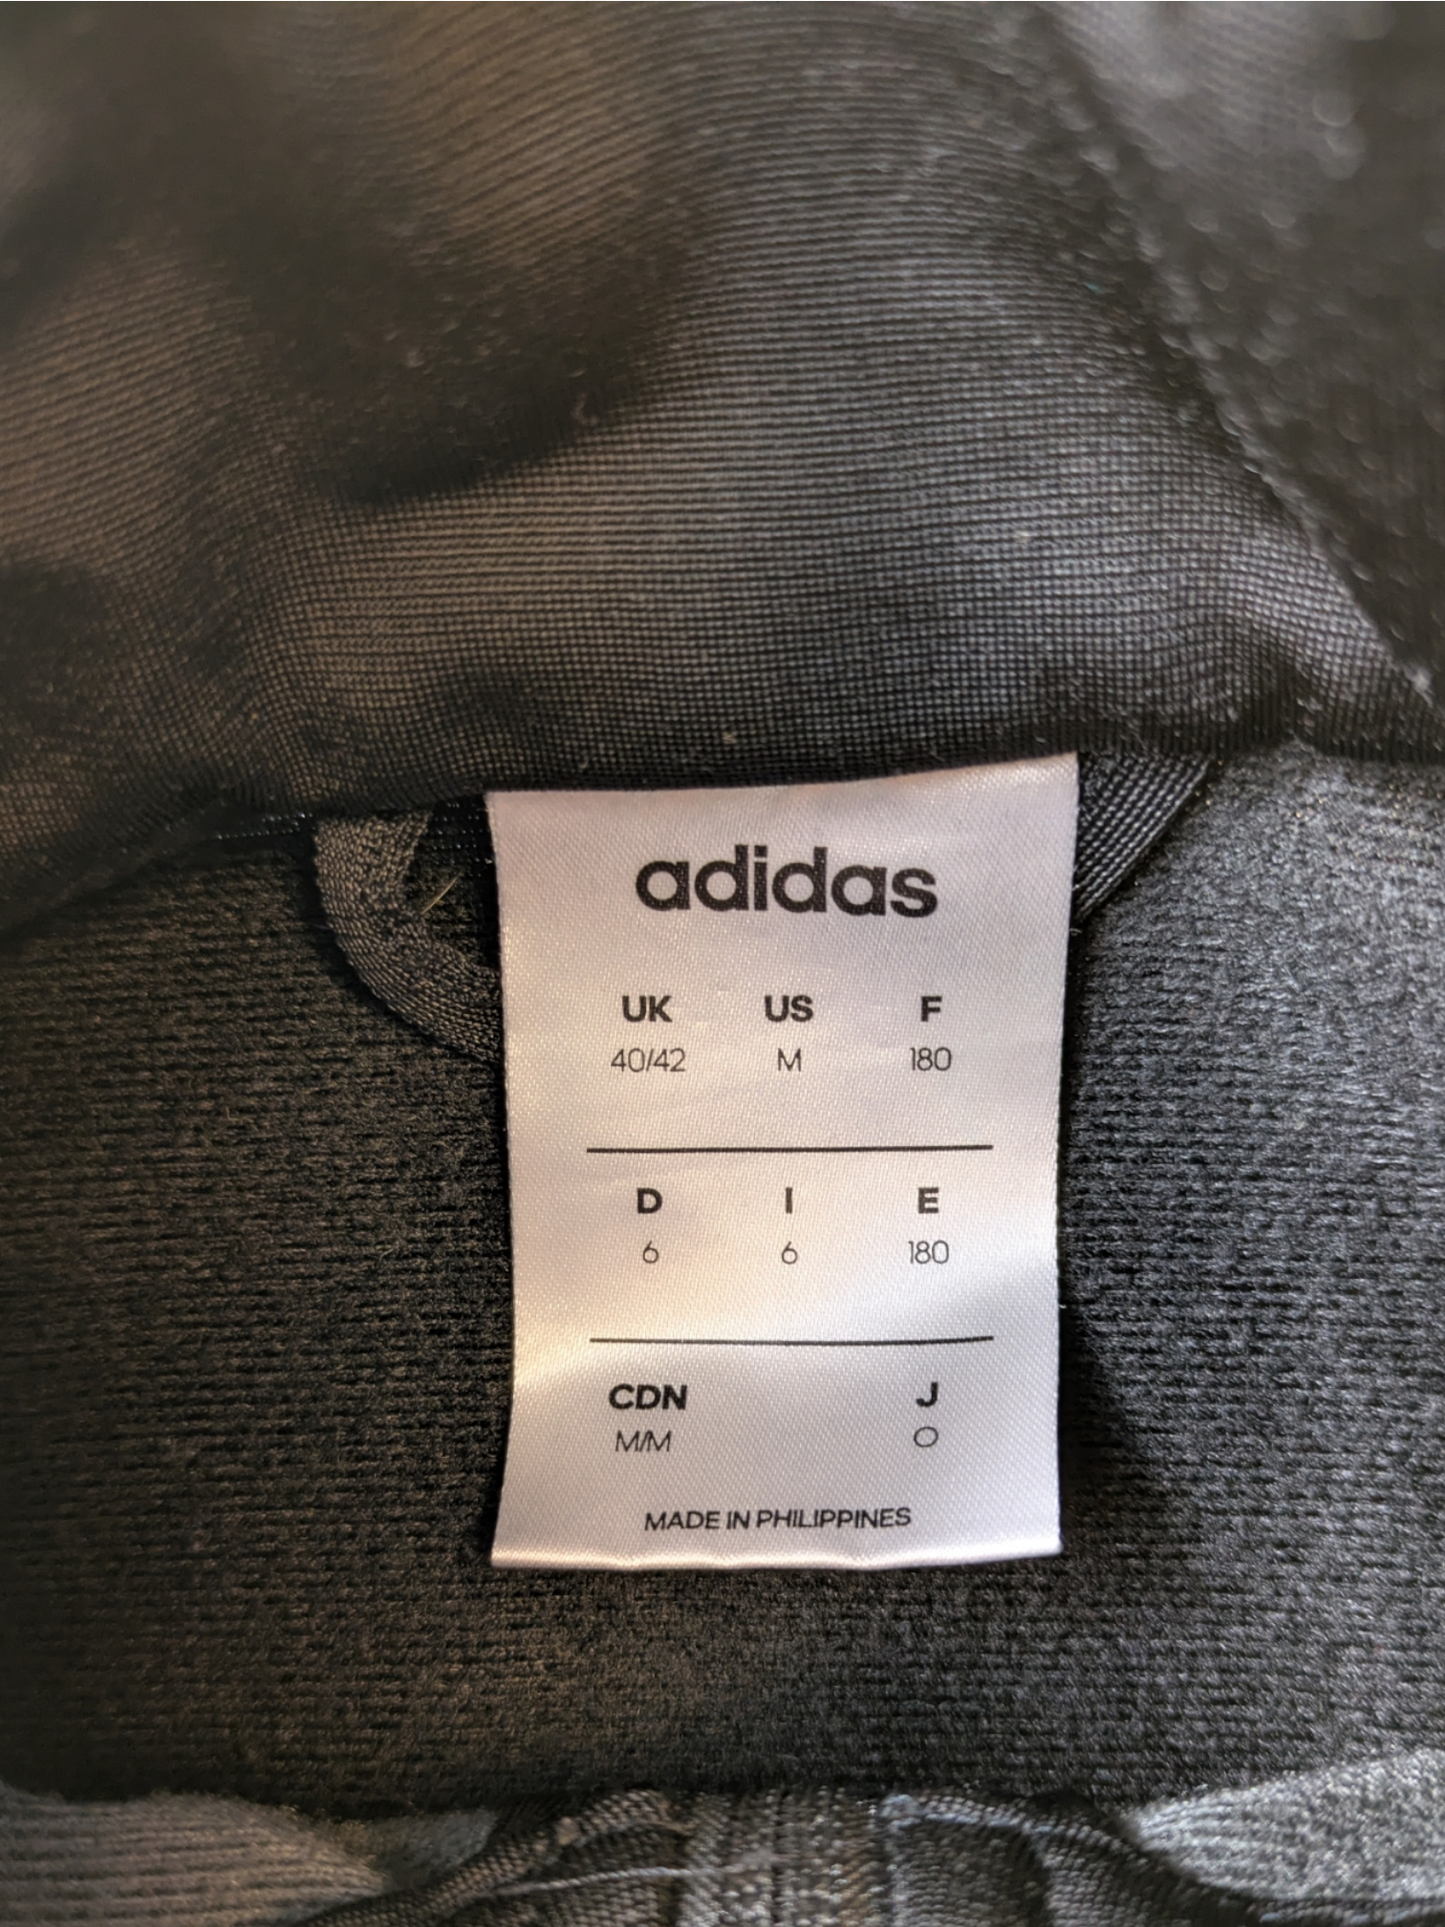 adidas
UK US F
40/42 M 180
D I E
6 6 180
CDN J
M/M O
MADE IN PHILIPPINES